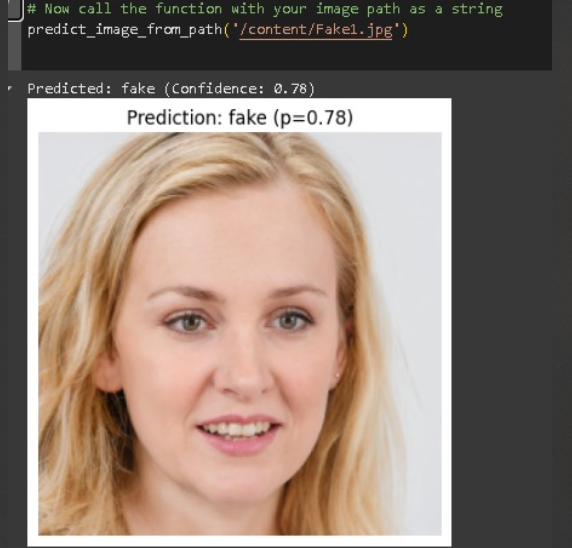 # Now call the function with your image path as a string
predict_image_from_path('/content/Fake1.jpg')
Predicted: fake (Confidence: 0.78)
Prediction: fake (p=0.78)